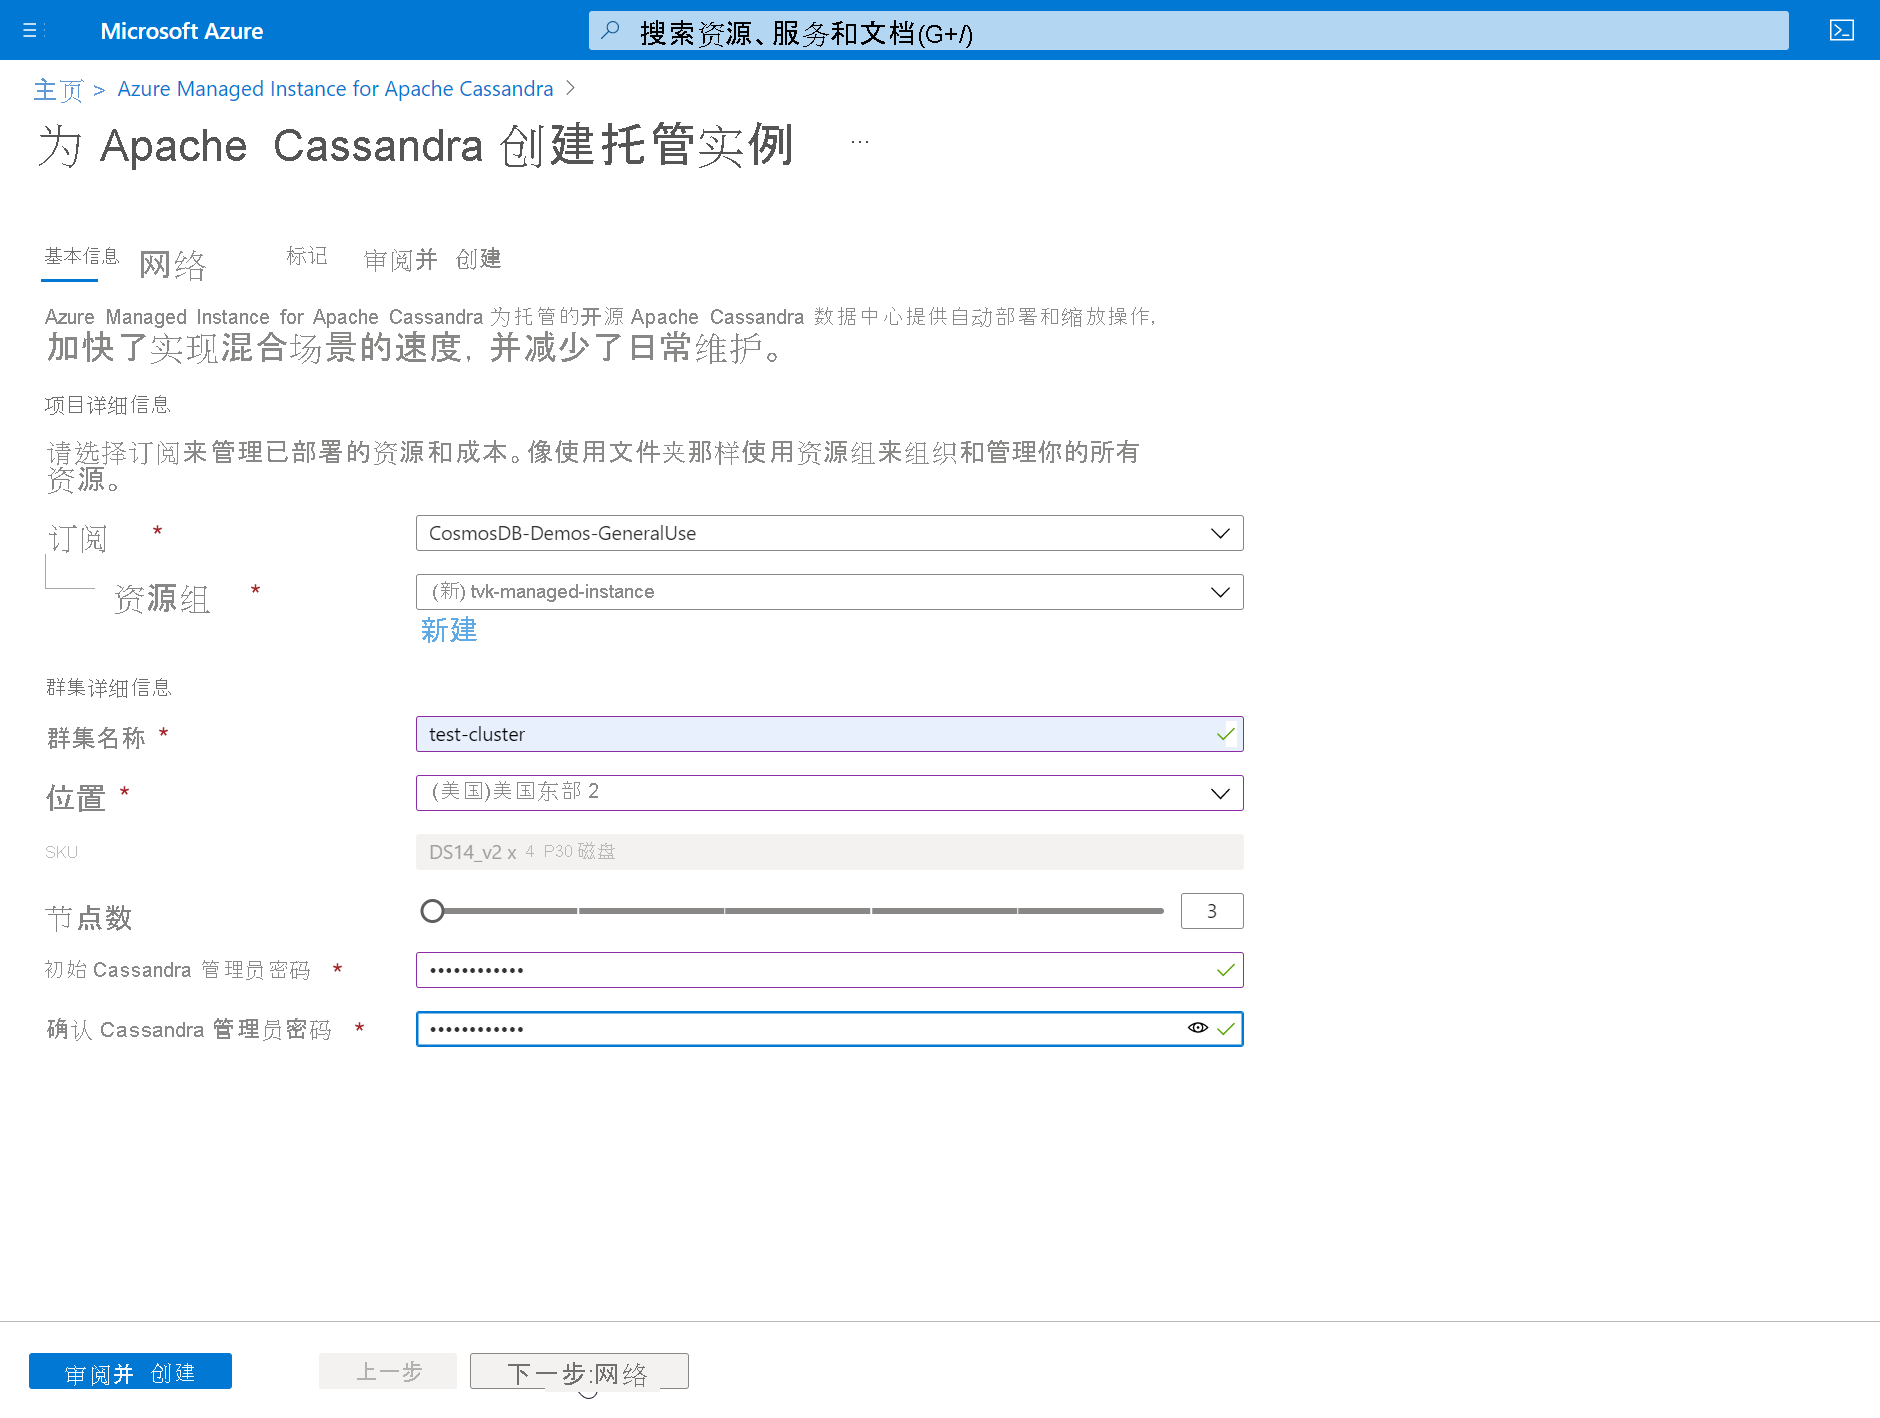 Microsoft Azure
搜索资源、服务和文档(G+/)
主页 > Azure Managed Instance for Apache Cassandra >
为 Apache Cassandra 创建托管实例 ...
基本信息 网络 标记 审阅并 创建
Azure Managed Instance for Apache Cassandra 为托管的开源 Apache Cassandra 数据中心提供自动部署和缩放操作,
加快了实现混合场景的速度, 并减少了日常维护。
项目详细信息
请选择订阅来管理已部署的资源和成本。像使用文件夹那样使用资源组来组织和管理你的所有
资源。
订阅 * CosmosDB-Demos-GeneralUse
资源组 * (新) tvk-managed-instance
新建
群集详细信息
群集名称 * test-cluster
位置 * (美国)美国东部 2
SKU DS14_v2 x 4 P30 磁盘
节点数 3
初始 Cassandra 管理员密码 * ••••••••••••
确认 Cassandra 管理员密码 * ••••••••••••
审阅并 创建 上一步 下一步:网络